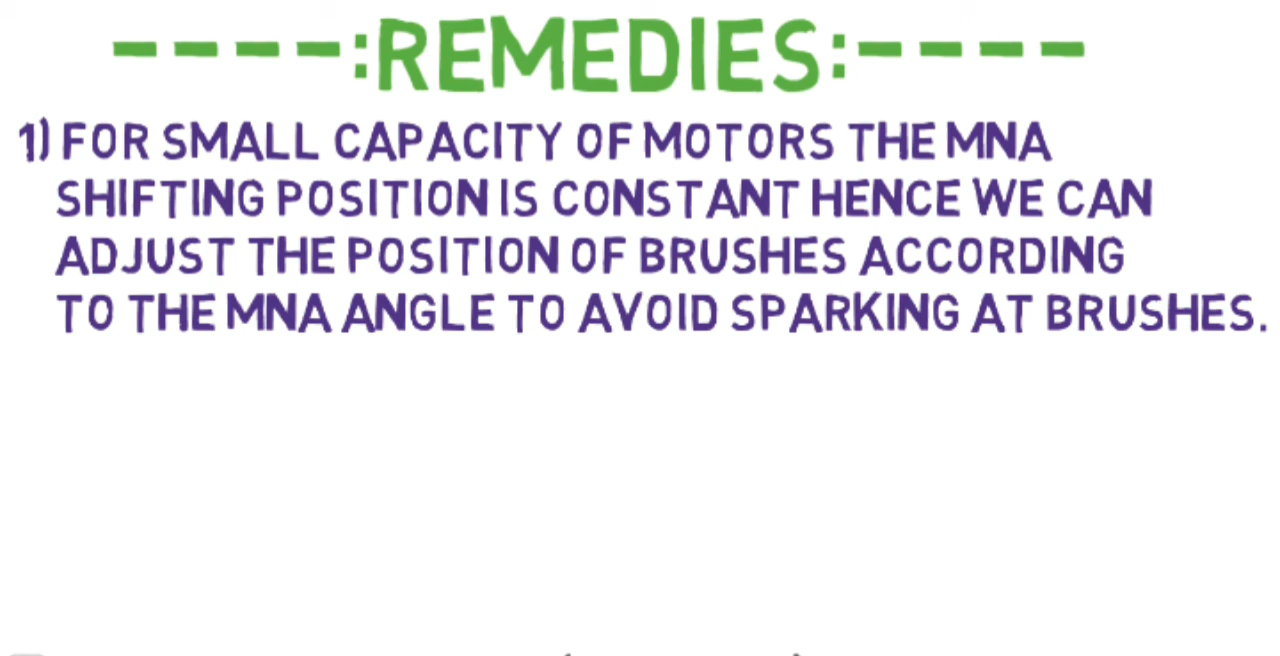 ----:REMEDIES:----
1) FOR SMALL CAPACITY OF MOTORS THE MNA
SHIFTING POSITION IS CONSTANT HENCE WE CAN
ADJUST THE POSITION OF BRUSHES ACCORDING
TO THE MNA ANGLE TO AVOID SPARKING AT BRUSHES.